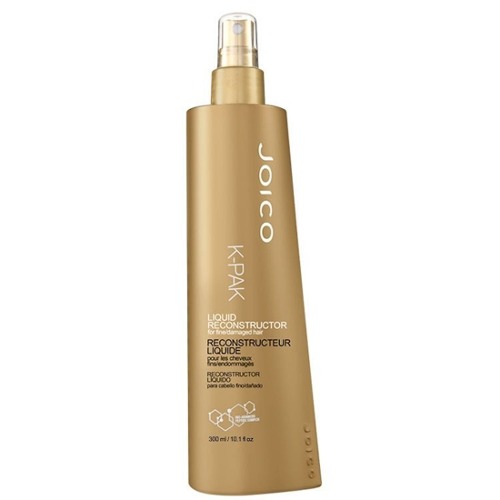 JOICO
K-PAK
LIQUID
RECONSTRUCTOR
for fine/damaged hair
RECONSTRUCTEUR
LIQUIDE
pour les cheveux
fins/endommagés
RECONSTRUCTOR
LÍQUIDO
para cabello fino/dañado
300 ml / 10.1 fl oz
joico